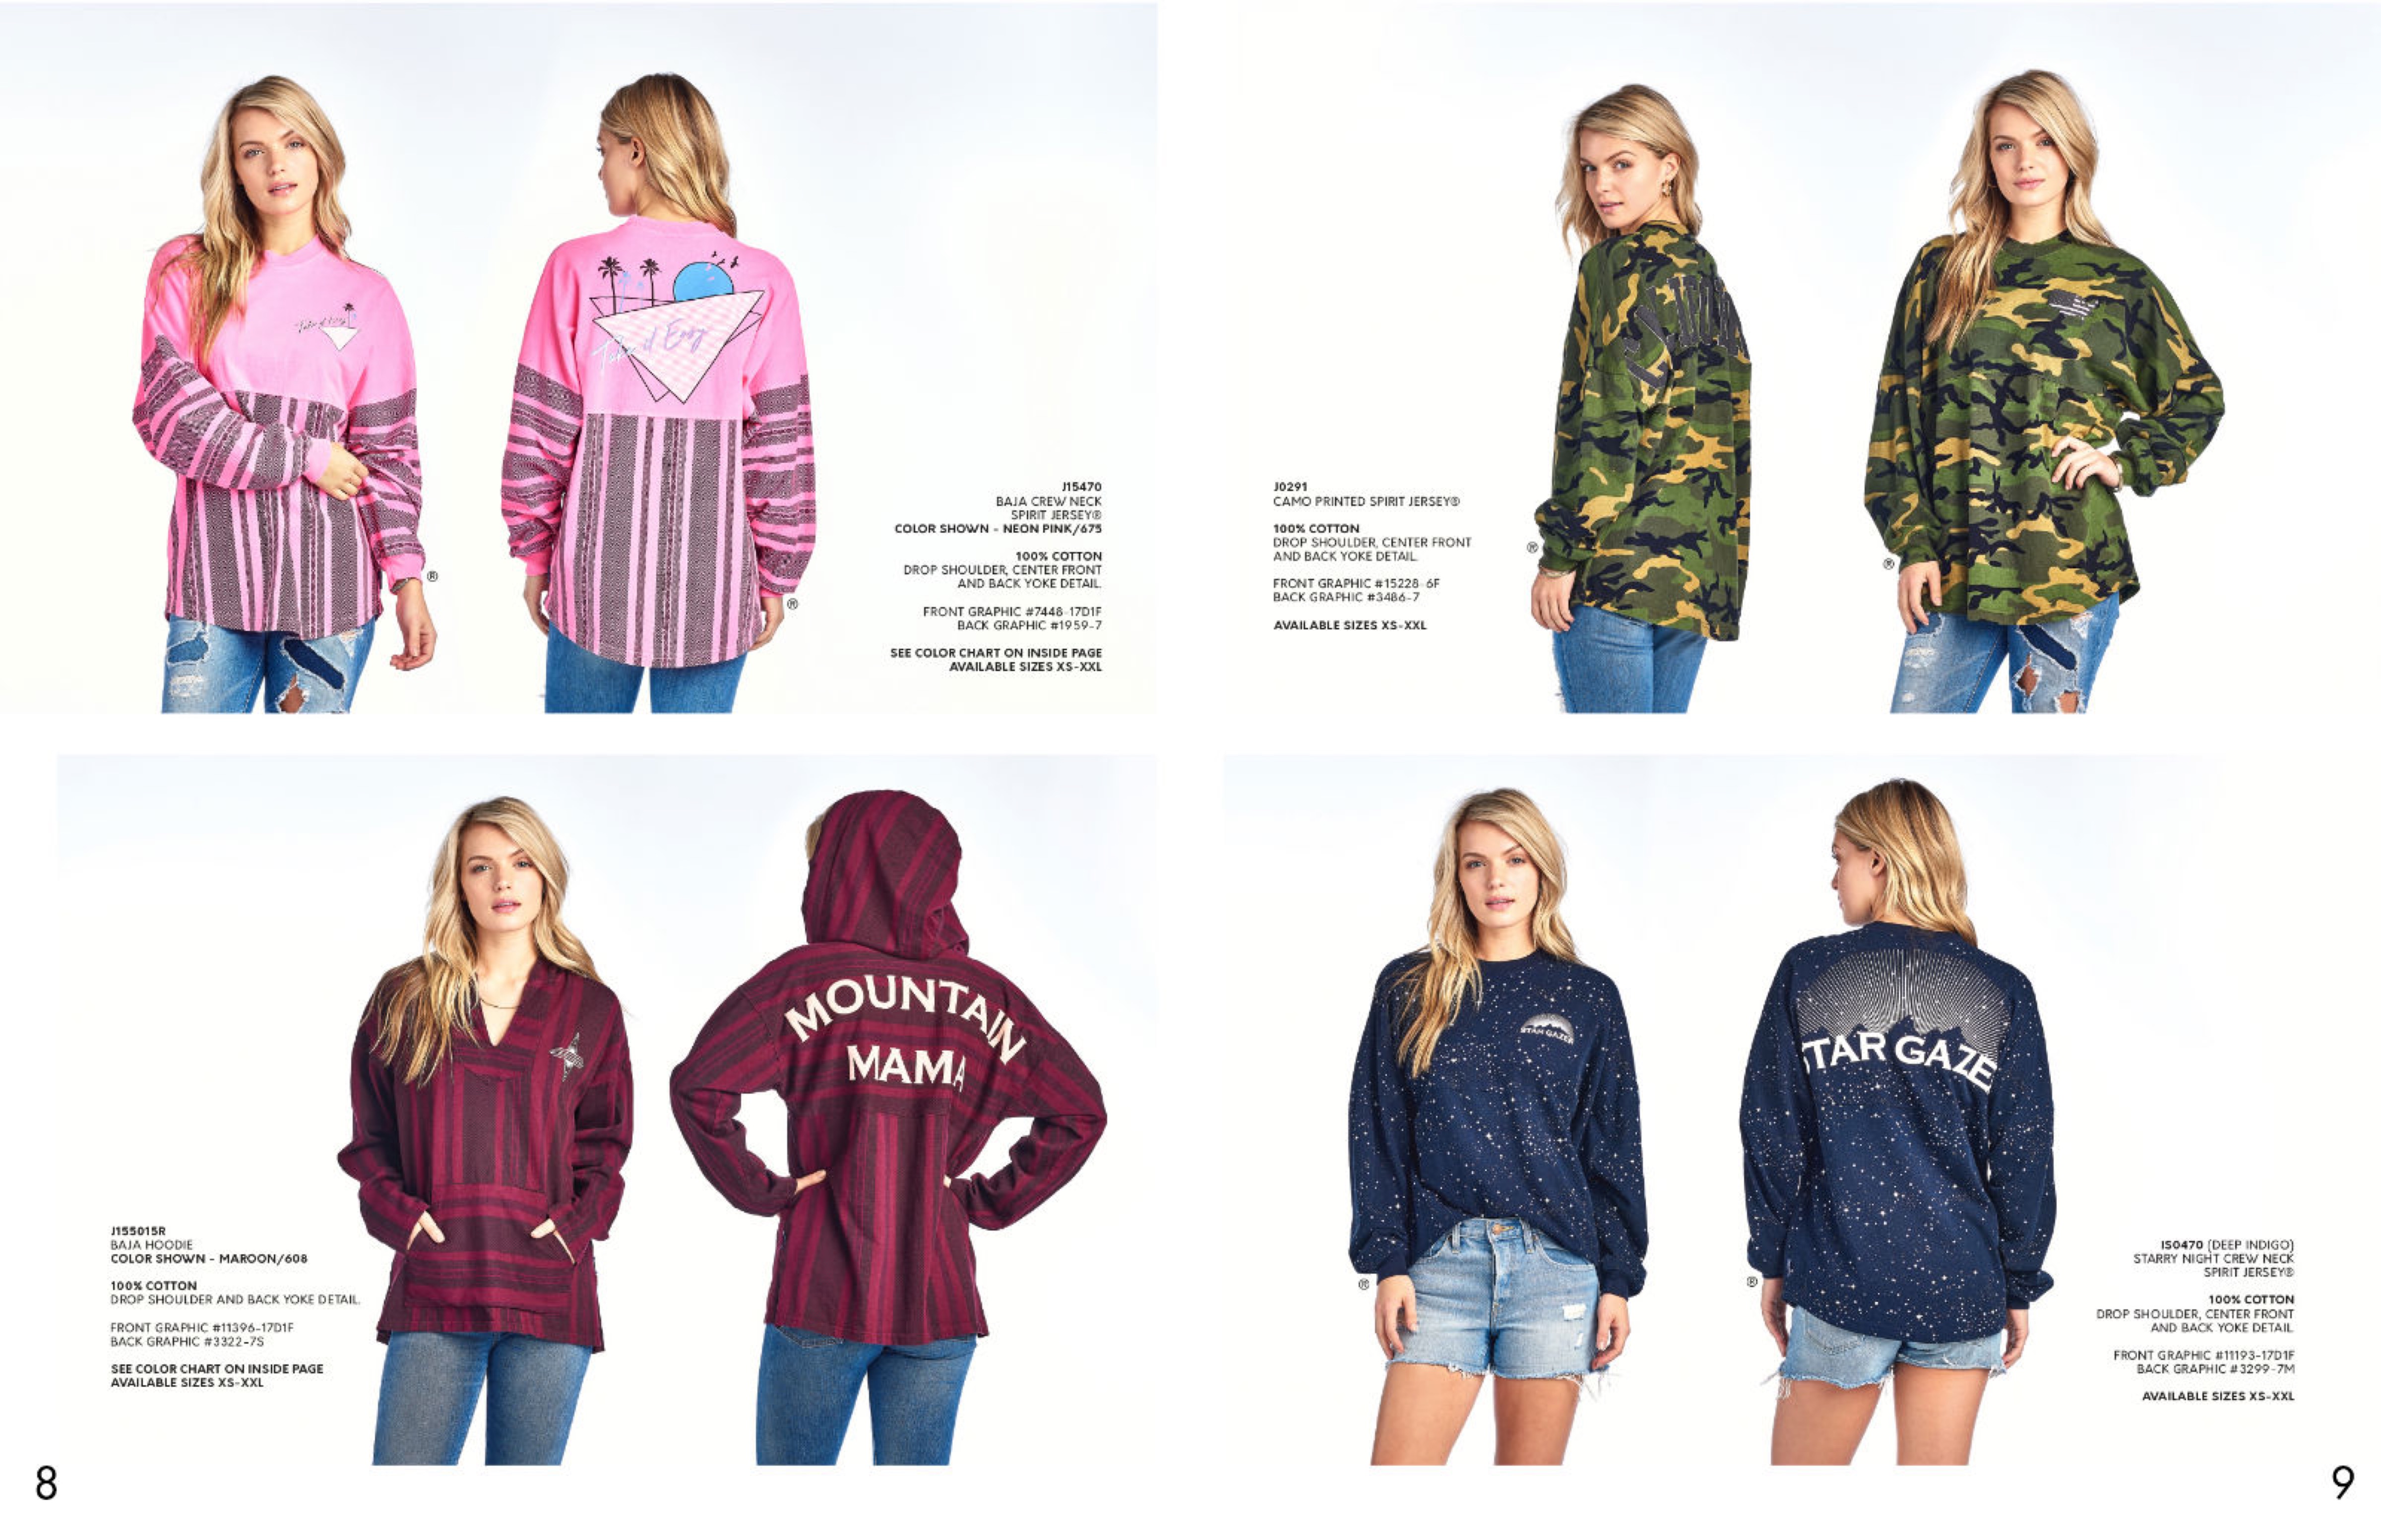 Take it Easy
J15470
BAJA CREW NECK
SPIRIT JERSEY®
COLOR SHOWN - NEON PINK/675
100% COTTON
DROP SHOULDER, CENTER FRONT
AND BACK YOKE DETAIL.
FRONT GRAPHIC #7448-17D1F
BACK GRAPHIC #1959-7
SEE COLOR CHART ON INSIDE PAGE
AVAILABLE SIZES XS-XXL
®
®
J0291
CAMO PRINTED SPIRIT JERSEY®
100% COTTON
DROP SHOULDER, CENTER FRONT
AND BACK YOKE DETAIL.
FRONT GRAPHIC #15228-6F
BACK GRAPHIC #3486-7
AVAILABLE SIZES XS-XXL
®
®
MOUNTAIN
MAMA
J155015R
BAJA HOODIE
COLOR SHOWN - MAROON/608
100% COTTON
DROP SHOULDER AND BACK YOKE DETAIL.
FRONT GRAPHIC #11396-17D1F
BACK GRAPHIC #3322-7S
SEE COLOR CHART ON INSIDE PAGE
AVAILABLE SIZES XS-XXL
8
STAR GAZER
TAR GAZE
®
®
IS0470 (DEEP INDIGO)
STARRY NIGHT CREW NECK
SPIRIT JERSEY®
100% COTTON
DROP SHOULDER, CENTER FRONT
AND BACK YOKE DETAIL
FRONT GRAPHIC #11193-17D1F
BACK GRAPHIC #3299-7M
AVAILABLE SIZES XS-XXL
9